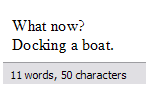 What now?
Docking a boat.
11 words, 50 characters